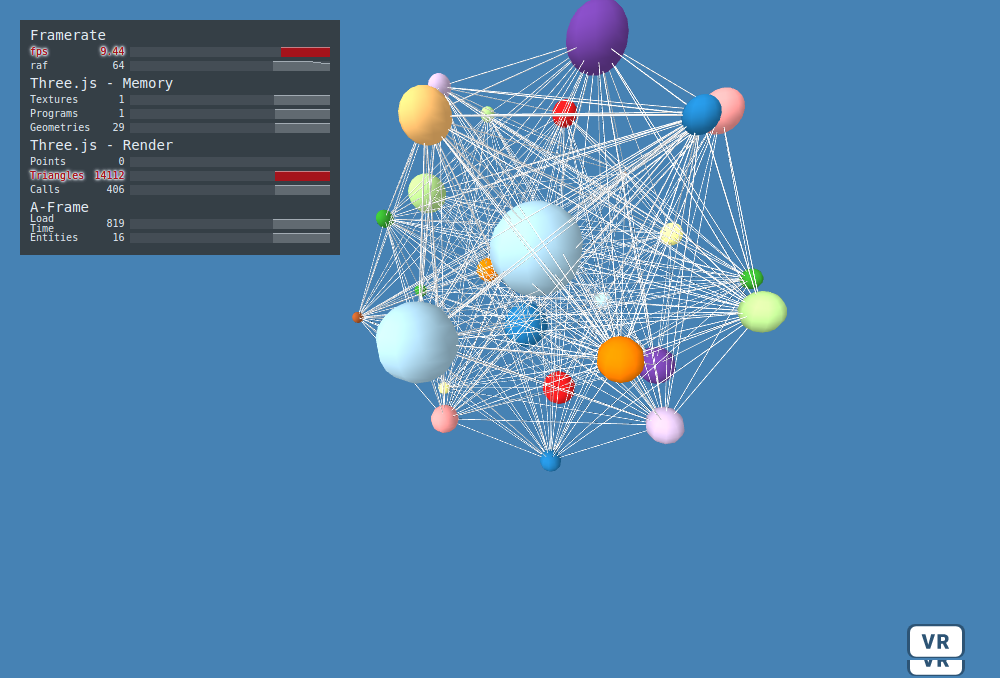 Framerate
fps 9.44
raf 64
Three.js - Memory
Textures 1
Programs 1
Geometries 29
Three.js - Render
Points 0
Triangles 14112
Calls 406
A-Frame
Load Time 819
Entities 16
VR
VR